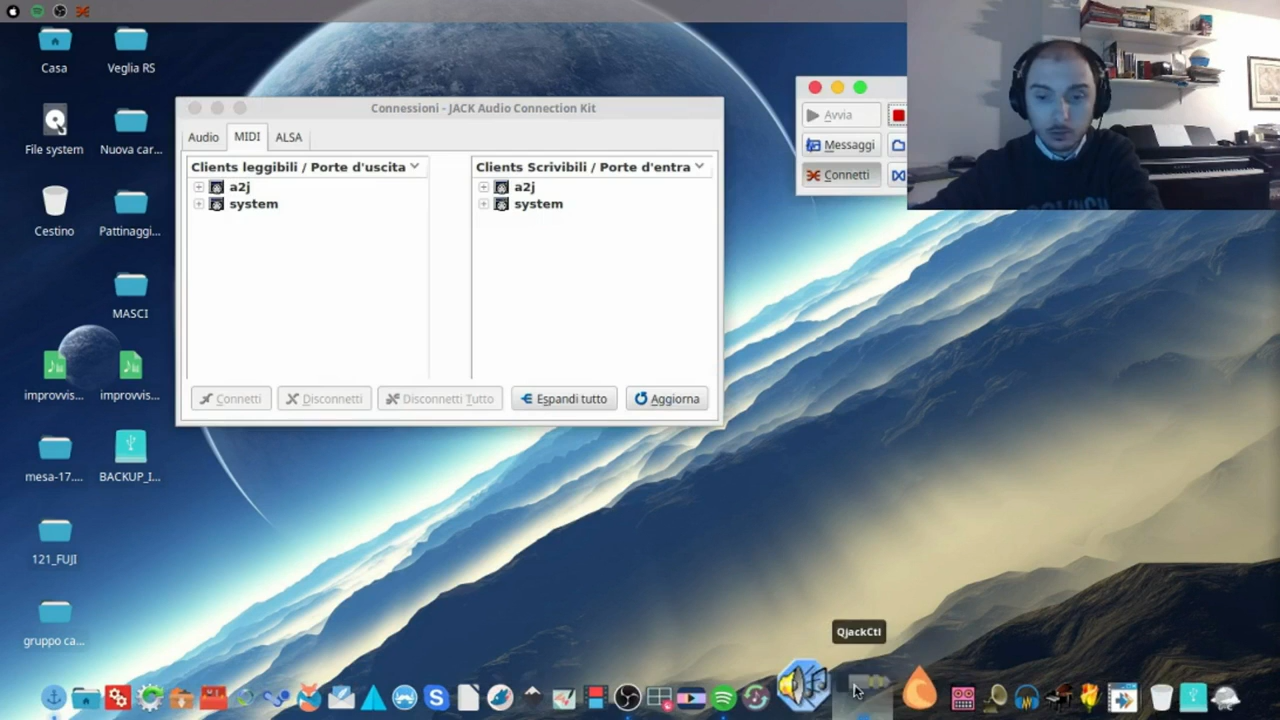 Casa
Veglia RS
File system
Nuova car...
Cestino
Pattinaggi...
MASCI
improvvis...
improvvis...
mesa-17....
BACKUP_I...
121_FUJI
gruppo ca...
Connessioni - JACK Audio Connection Kit
Audio
MIDI
ALSA
Clients leggibili / Porte d'uscita
Clients Scrivibili / Porte d'entra
a2j
system
a2j
system
Connetti
Disconnetti
Disconnetti Tutto
Espandi tutto
Aggiorna
Avvia
Messaggi
Connetti
QjackCtl